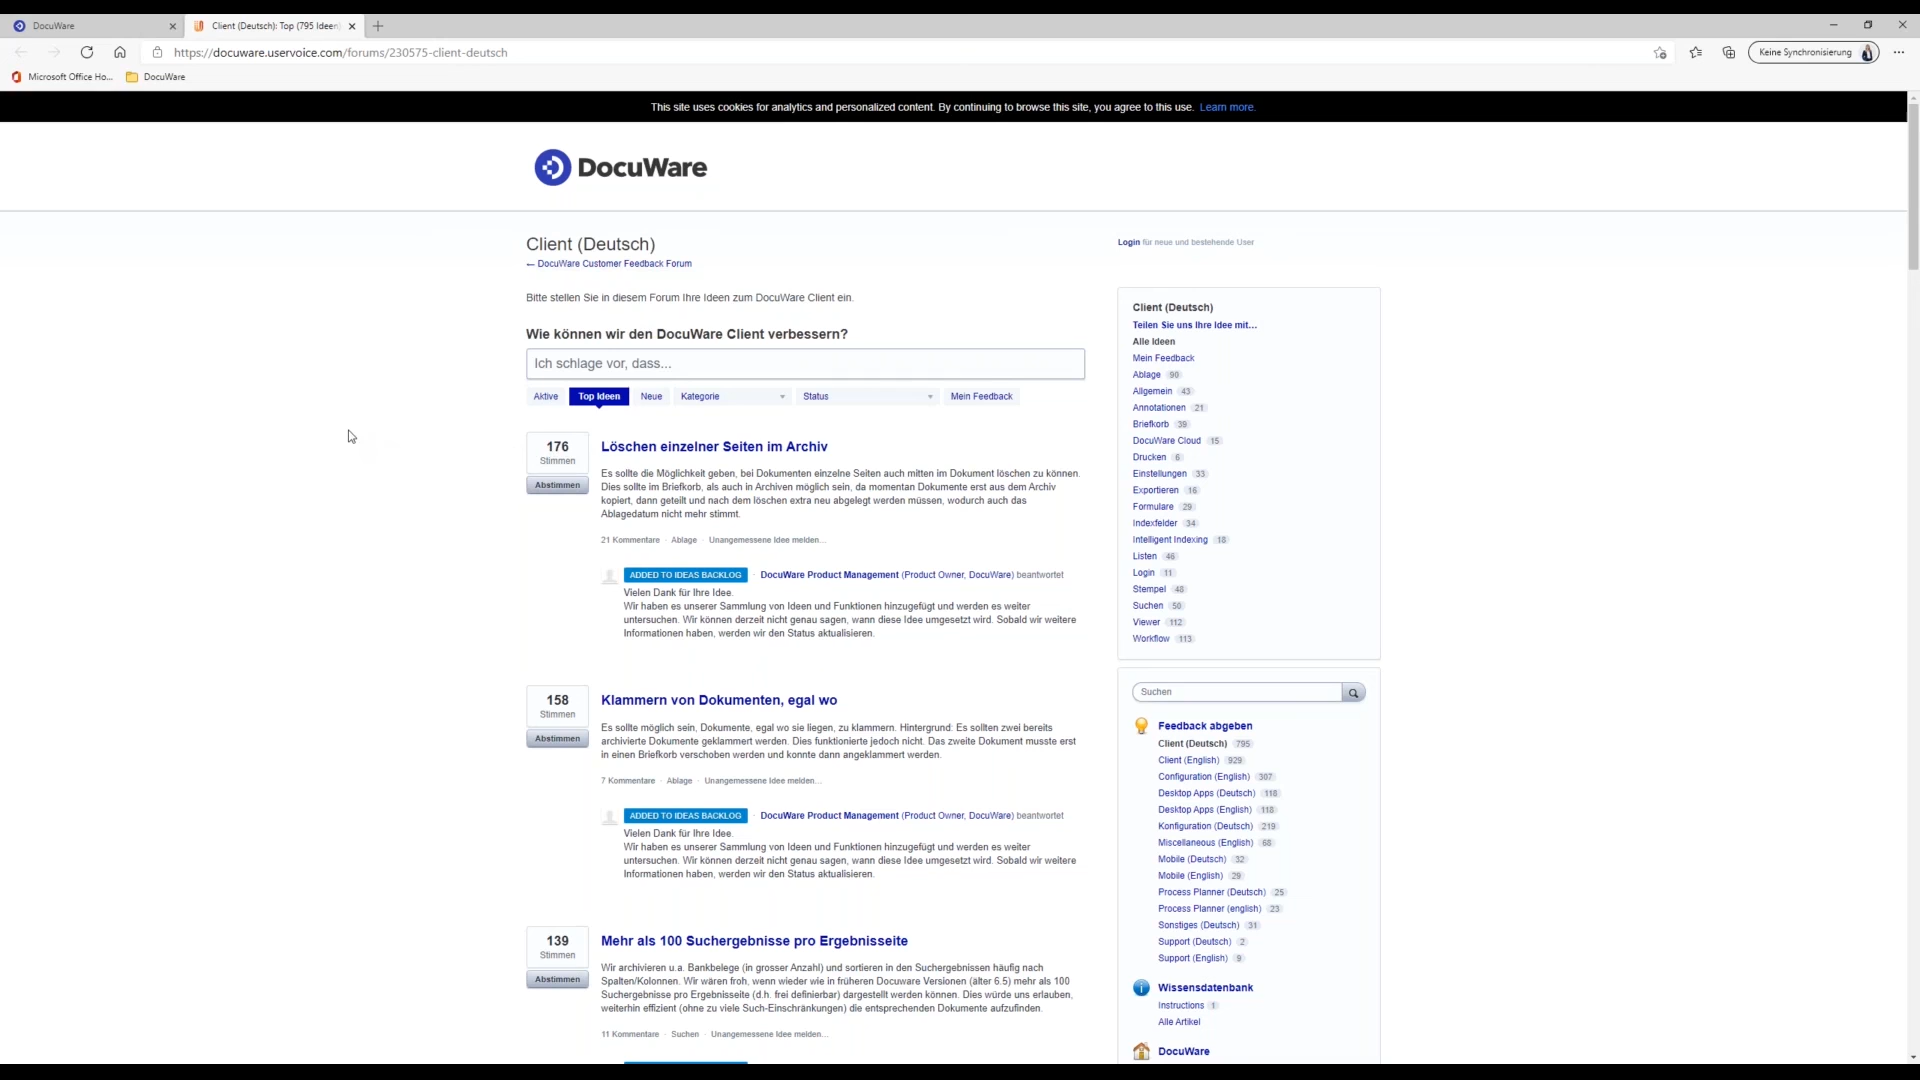 DocuWare
Client (Deutsch): Top (795 Ideen)
https://docuware.uservoice.com/forums/230575-client-deutsch
Keine Synchronisierung
Microsoft Office Ho...
DocuWare
This site uses cookies for analytics and personalized content. By continuing to browse this site, you agree to this use. Learn more.
DocuWare
Client (Deutsch)
← DocuWare Customer Feedback Forum
Bitte stellen Sie in diesem Forum Ihre Ideen zum DocuWare Client ein.
Wie können wir den DocuWare Client verbessern?
Ich schlage vor, dass...
Aktive Top Ideen Neue Kategorie Status Mein Feedback
176
Stimmen
Abstimmen
Löschen einzelner Seiten im Archiv
Es sollte die Möglichkeit geben, bei Dokumenten einzelne Seiten auch mitten im Dokument löschen zu können.
Dies sollte im Briefkorb, als auch in Archiven möglich sein, da momentan Dokumente erst aus dem Archiv
kopiert, dann geteilt und nach dem löschen extra neu abgelegt werden müssen, wodurch auch das
Ablagedatum nicht mehr stimmt.
21 Kommentare · Ablage · Unangemessene Idee melden...
ADDED TO IDEAS BACKLOG · DocuWare Product Management (Product Owner, DocuWare) beantwortet
Vielen Dank für Ihre Idee.
Wir haben es unserer Sammlung von Ideen und Funktionen hinzugefügt und werden es weiter
untersuchen. Wir können derzeit nicht genau sagen, wann diese Idee umgesetzt wird. Sobald wir weitere
Informationen haben, werden wir den Status aktualisieren.
158
Stimmen
Abstimmen
Klammern von Dokumenten, egal wo
Es sollte möglich sein, Dokumente, egal wo sie liegen, zu klammern. Hintergrund: Es sollten zwei bereits
archivierte Dokumente geklammert werden. Dies funktionierte jedoch nicht. Das zweite Dokument musste erst
in einen Briefkorb verschoben werden und konnte dann angeklammert werden.
7 Kommentare · Ablage · Unangemessene Idee melden...
ADDED TO IDEAS BACKLOG · DocuWare Product Management (Product Owner, DocuWare) beantwortet
Vielen Dank für Ihre Idee.
Wir haben es unserer Sammlung von Ideen und Funktionen hinzugefügt und werden es weiter
untersuchen. Wir können derzeit nicht genau sagen, wann diese Idee umgesetzt wird. Sobald wir weitere
Informationen haben, werden wir den Status aktualisieren.
139
Stimmen
Abstimmen
Mehr als 100 Suchergebnisse pro Ergebnisseite
Wir archivieren u.a. Bankbelege (in grosser Anzahl) und sortieren in den Suchergebnissen häufig nach
Spalten/Kolonnen. Wir wären froh, wenn wieder wie in früheren Docuware Versionen (älter 6.5) mehr als 100
Suchergebnisse pro Ergebnisseite (d.h. frei definierbar) dargestellt werden können. Dies würde uns erlauben,
weiterhin effizient (ohne zu viele Such-Einschränkungen) die entsprechenden Dokumente aufzufinden.
11 Kommentare · Suchen · Unangemessene Idee melden...
Login für neue und bestehende User
Client (Deutsch)
Teilen Sie uns Ihre Idee mit…
Alle Ideen
Mein Feedback
Ablage 90
Allgemein 43
Annotationen 21
Briefkorb 39
DocuWare Cloud 15
Drucken 6
Einstellungen 33
Exportieren 16
Formulare 29
Indexfelder 34
Intelligent Indexing 18
Listen 46
Login 11
Stempel 48
Suchen 50
Viewer 112
Workflow 113
Suchen
Feedback abgeben
Client (Deutsch) 795
Client (English) 929
Configuration (English) 307
Desktop Apps (Deutsch) 118
Desktop Apps (English) 118
Konfiguration (Deutsch) 219
Miscellaneous (English) 68
Mobile (Deutsch) 32
Mobile (English) 29
Process Planner (Deutsch) 25
Process Planner (english) 23
Sonstiges (Deutsch) 31
Support (Deutsch) 2
Support (English) 9
Wissensdatenbank
Instructions 1
Alle Artikel
DocuWare